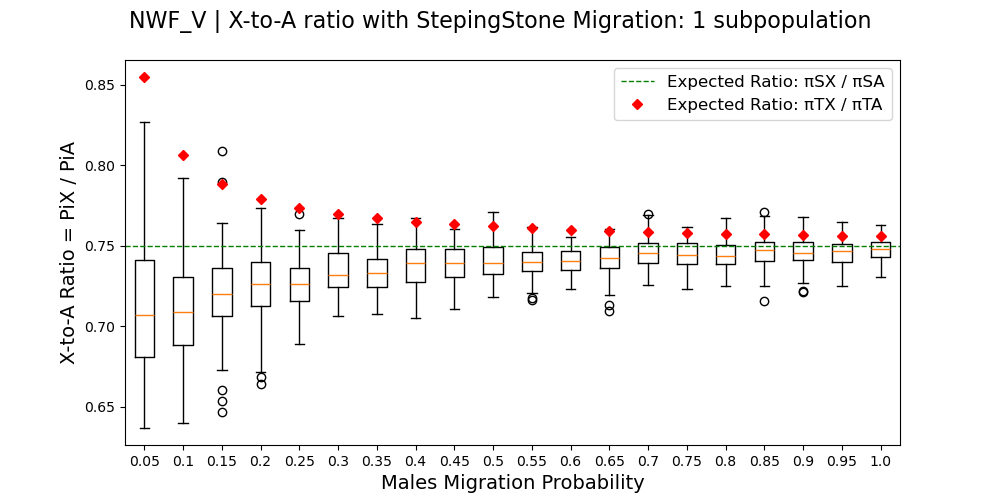 NWF_V | X-to-A ratio with StepingStone Migration: 1 subpopulation
Expected Ratio: πSX / πSA
Expected Ratio: πTX / πTA
X-to-A Ratio = PiX / PiA
0.85
0.80
0.75
0.70
0.65
0.05 0.1 0.15 0.2 0.25 0.3 0.35 0.4 0.45 0.5 0.55 0.6 0.65 0.7 0.75 0.8 0.85 0.9 0.95 1.0
Males Migration Probability